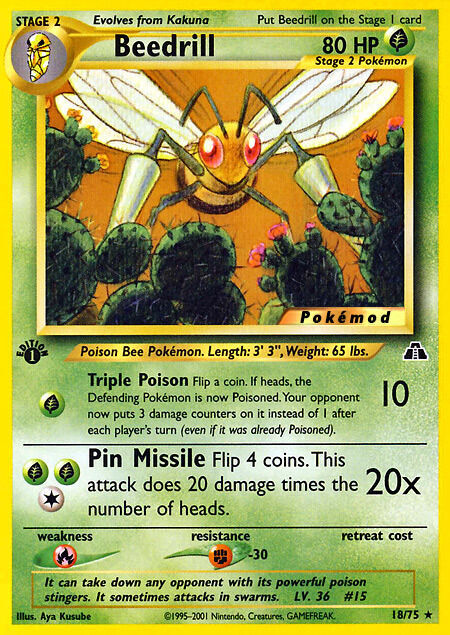 STAGE 2 Evolves from Kakuna Put Beedrill on the Stage 1 card
Beedrill 80 HP
Stage 2 Pokémon
Pokémod
EDITION 1
Poison Bee Pokémon. Length: 3' 3", Weight: 65 lbs.
Triple Poison Flip a coin. If heads, the
Defending Pokémon is now Poisoned. Your opponent
now puts 3 damage counters on it instead of 1 after
each player's turn (even if it was already Poisoned).
10
Pin Missile Flip 4 coins. This
attack does 20 damage times the
number of heads.
20x
weakness resistance retreat cost
-30
It can take down any opponent with its powerful poison
stingers. It sometimes attacks in swarms. LV. 36 #15
Illus. Aya Kusube ©1995-2001 Nintendo, Creatures, GAMEFREAK. 18/75 ★